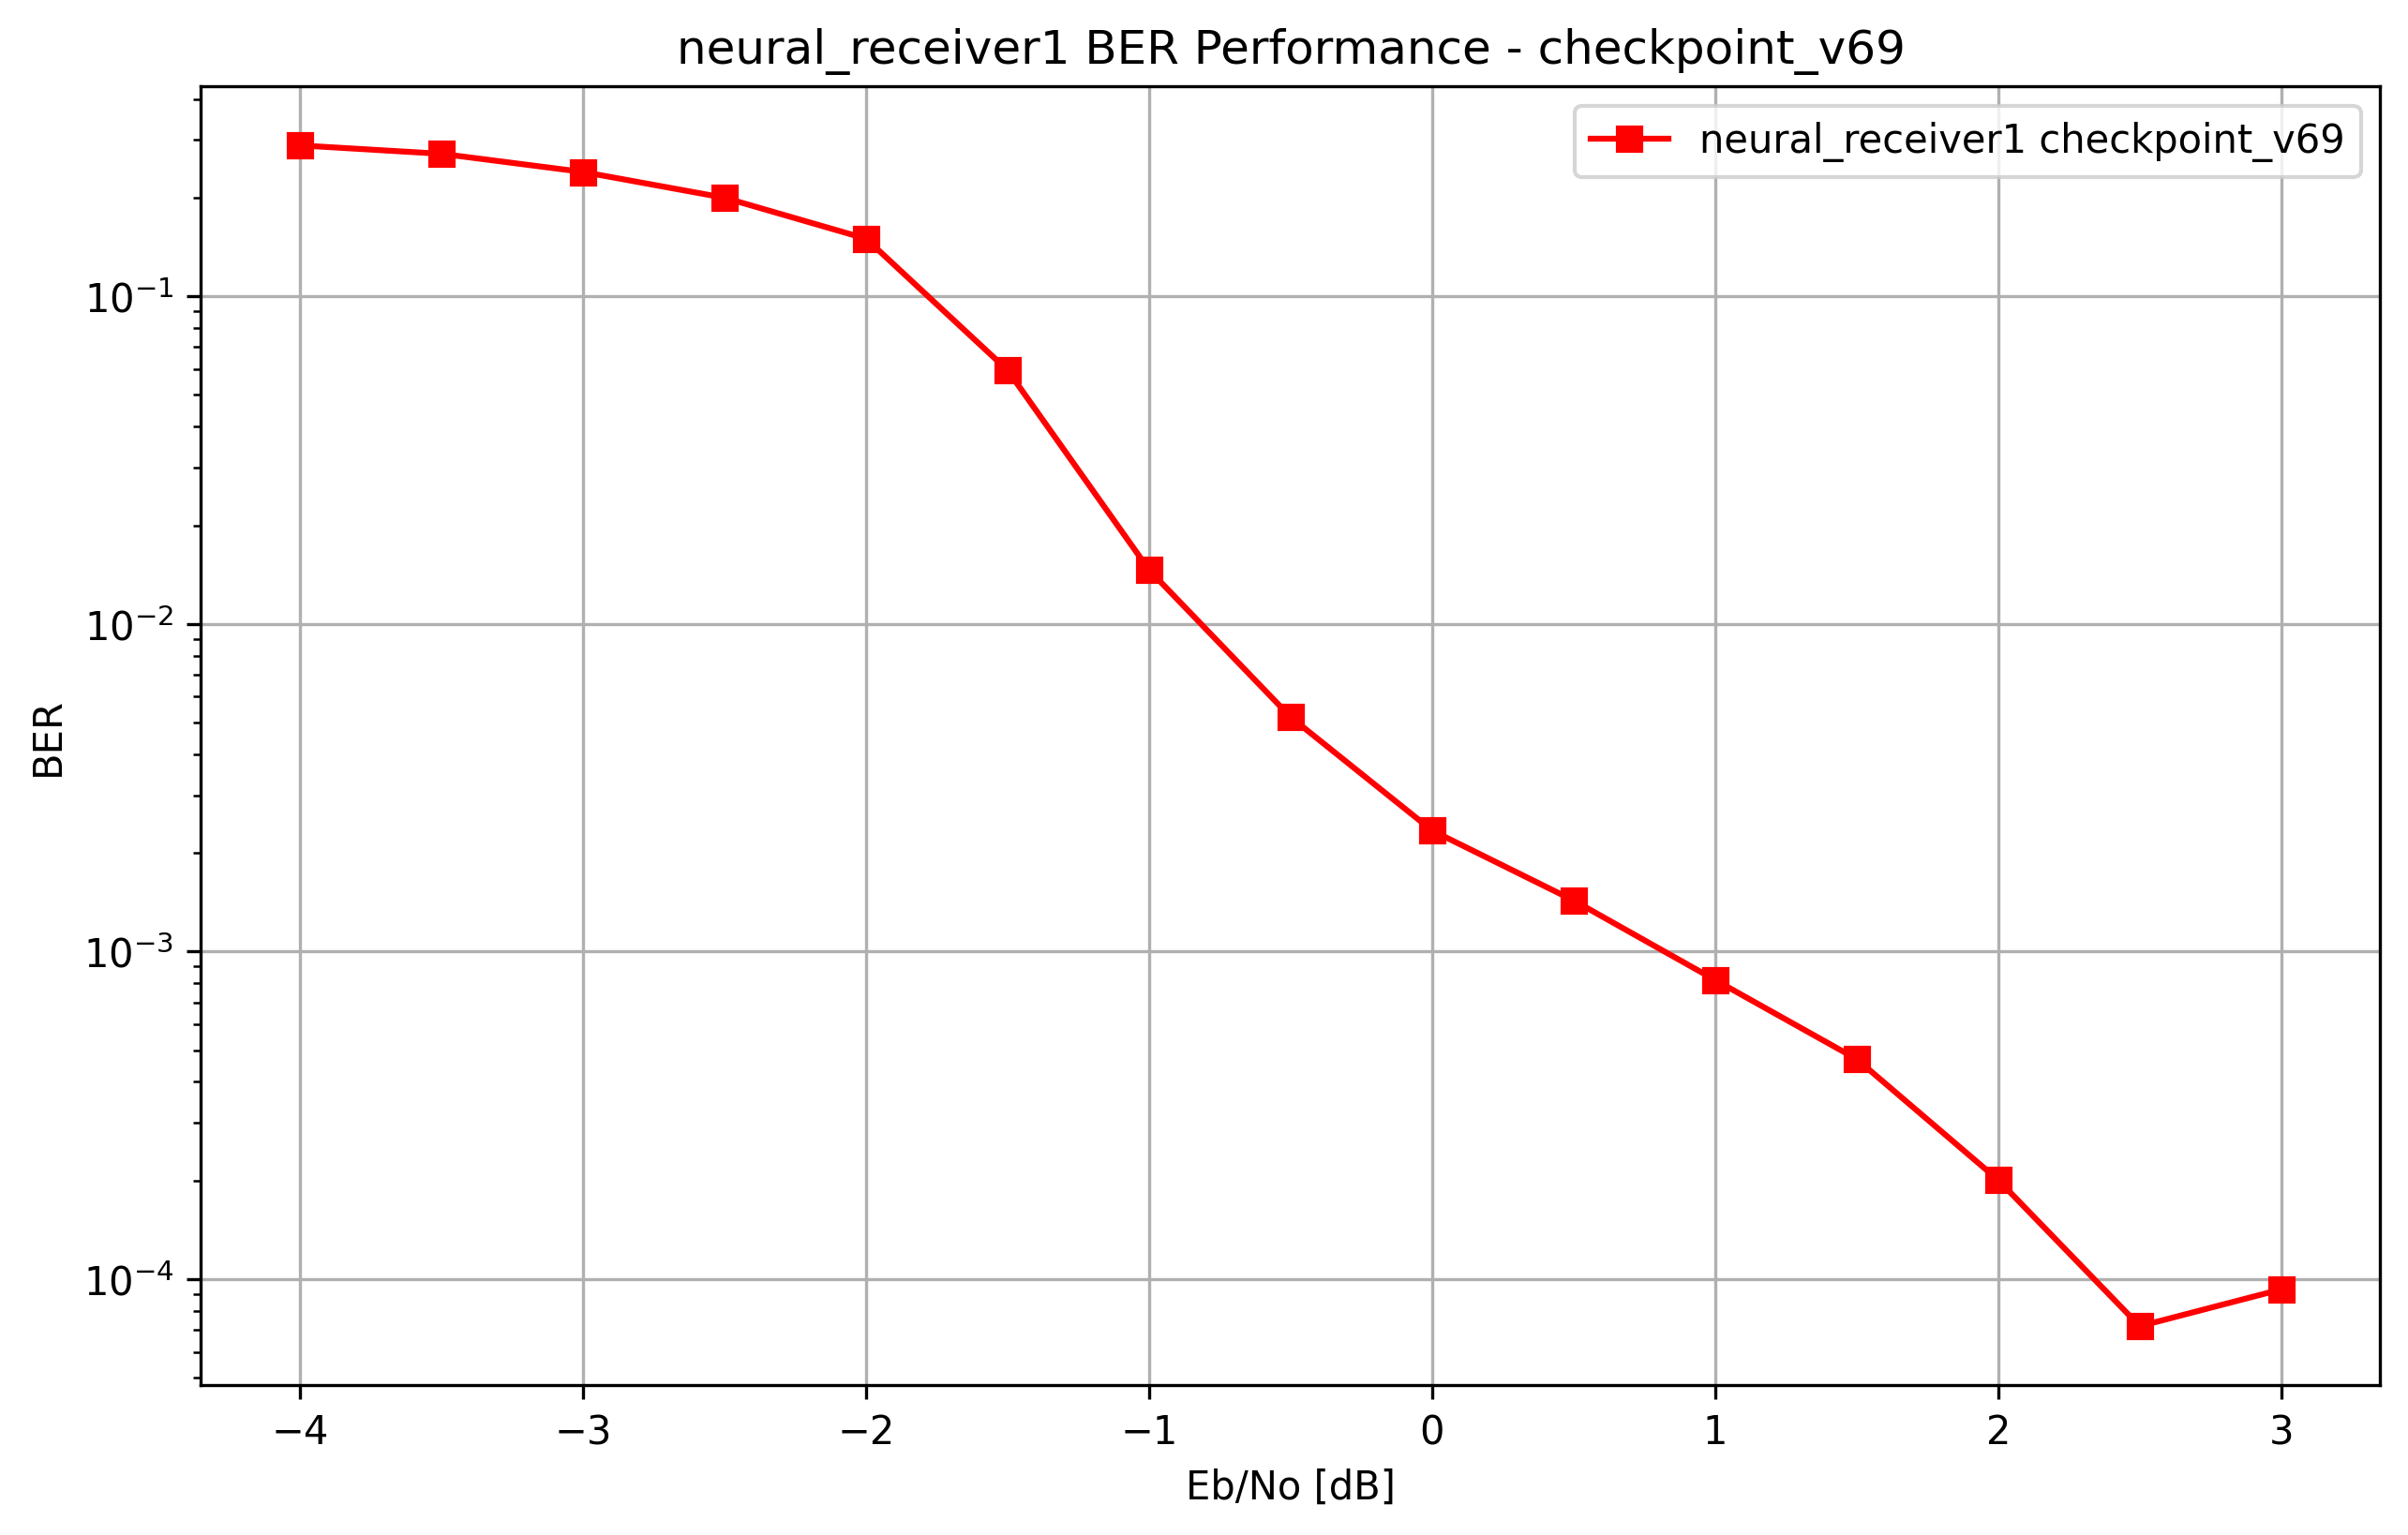 neural_receiver1 BER Performance - checkpoint_v69
neural_receiver1 checkpoint_v69
BER
10⁻¹
10⁻²
10⁻³
10⁻⁴
−4 −3 −2 −1 0 1 2 3
Eb/No [dB]